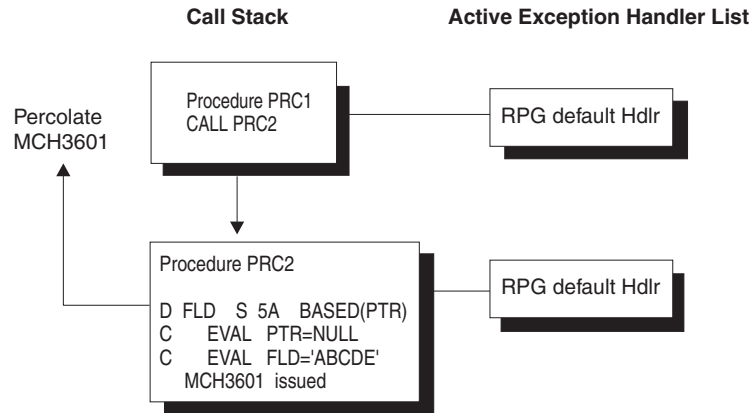 Call Stack
Active Exception Handler List
Percolate
MCH3601
Procedure PRC1
CALL PRC2
RPG default Hdlr
Procedure PRC2
D FLD S 5A BASED(PTR)
C EVAL PTR=NULL
C EVAL FLD='ABCDE'
MCH3601 issued
RPG default Hdlr